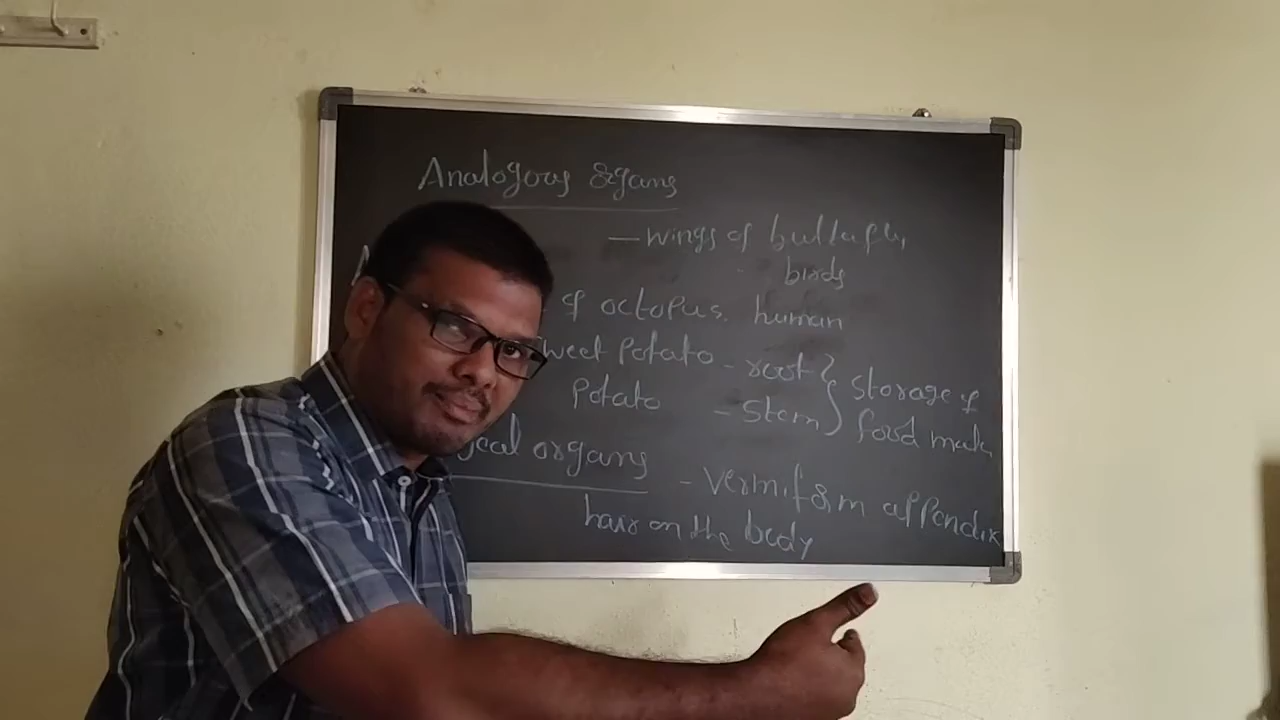 Analogous organs
— wings of butterfly,
birds
of octopus, human
weet potato - root } storage of
potato - stem } food mate
gical organs - vermiform appendix
hair on the body